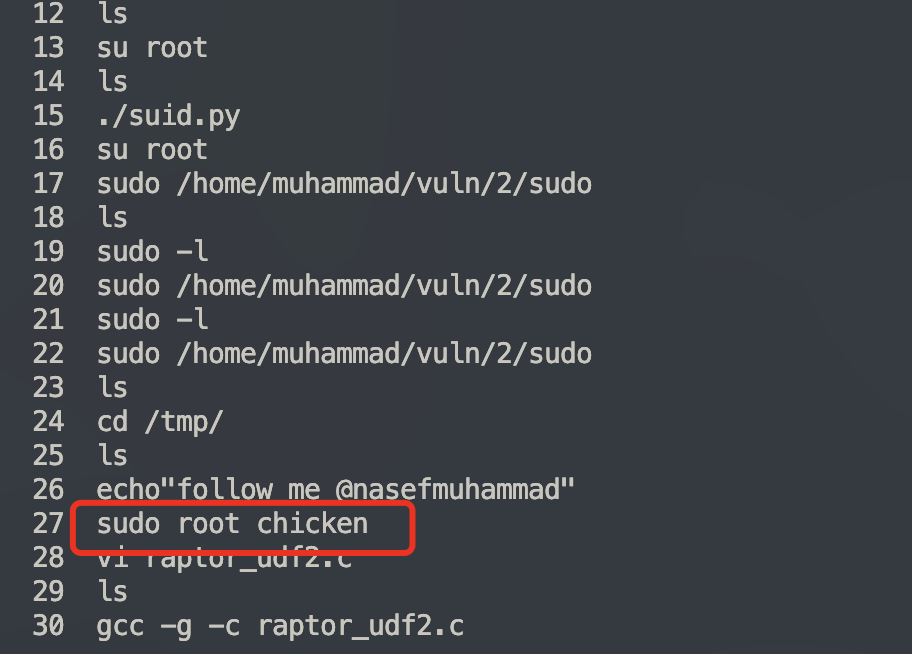 12 ls
13 su root
14 ls
15 ./suid.py
16 su root
17 sudo /home/muhammad/vuln/2/sudo
18 ls
19 sudo -l
20 sudo /home/muhammad/vuln/2/sudo
21 sudo -l
22 sudo /home/muhammad/vuln/2/sudo
23 ls
24 cd /tmp/
25 ls
26 echo"follow me @nasefmuhammad"
27 sudo root chicken
28 vi raptor_udf2.c
29 ls
30 gcc -g -c raptor_udf2.c